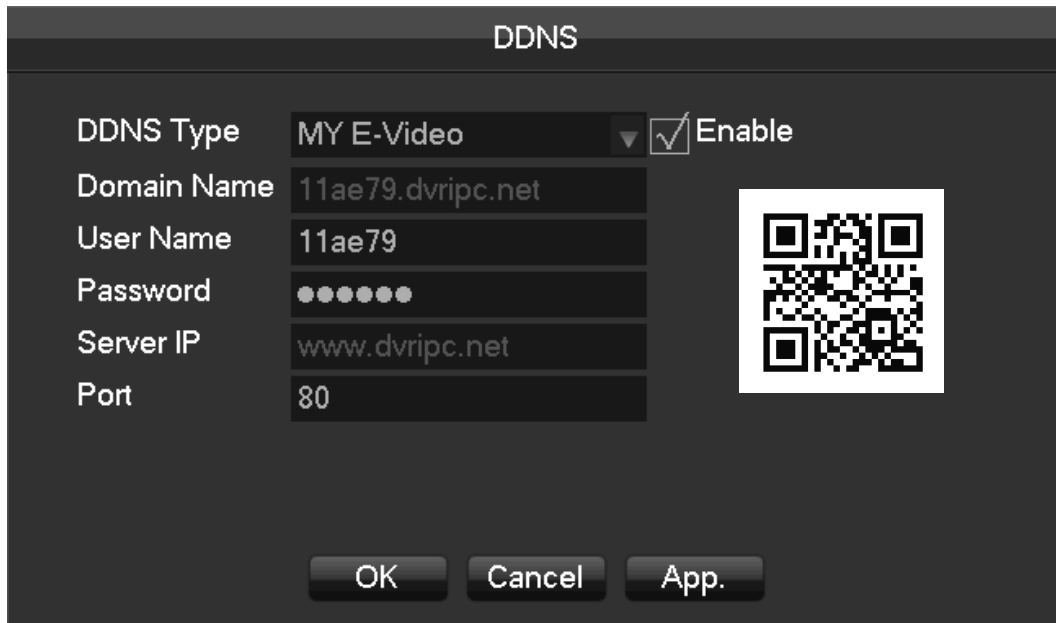 DDNS
DDNS Type MY E-Video Enable
Domain Name 11ae79.dvripc.net
User Name 11ae79
Password ●●●●●●
Server IP www.dvripc.net
Port 80
OK Cancel App.